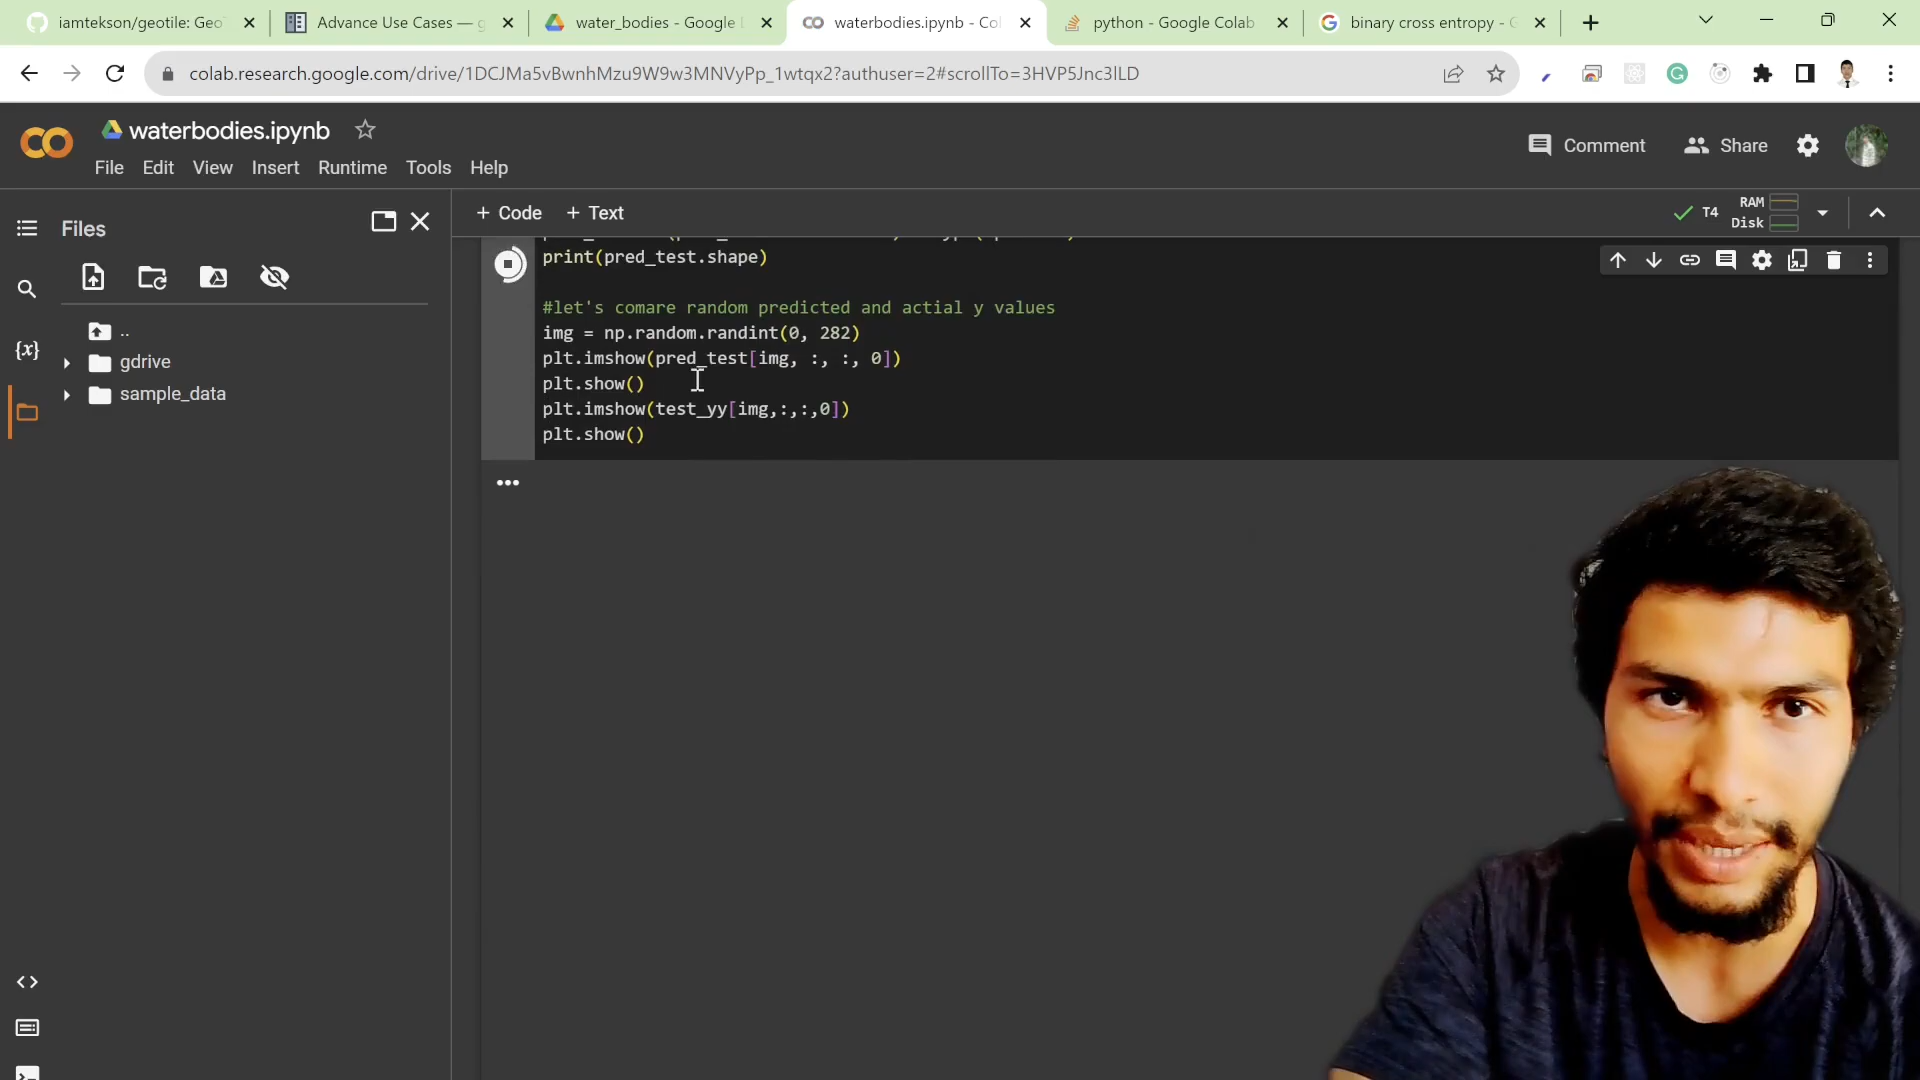 iamtekson/geotile: Geo
Advance Use Cases — g
water_bodies - Google
waterbodies.ipynb - Co
python - Google Colab
binary cross entropy - G
colab.research.google.com/drive/1DCJMa5vBwnhMzu9W9w3MNVyPp_1wtqx2?authuser=2#scrollTo=3HVP5Jnc3lLD
waterbodies.ipynb
Comment
Share
File Edit View Insert Runtime Tools Help
Files
+ Code + Text
T4
RAM
Disk
print(pred_test.shape)
..
#let's comare random predicted and actial y values
img = np.random.randint(0, 282)
{x}
plt.imshow(pred_test[img, :, :, 0])
gdrive
plt.show()
sample_data
plt.imshow(test_yy[img,:,:,0])
plt.show()